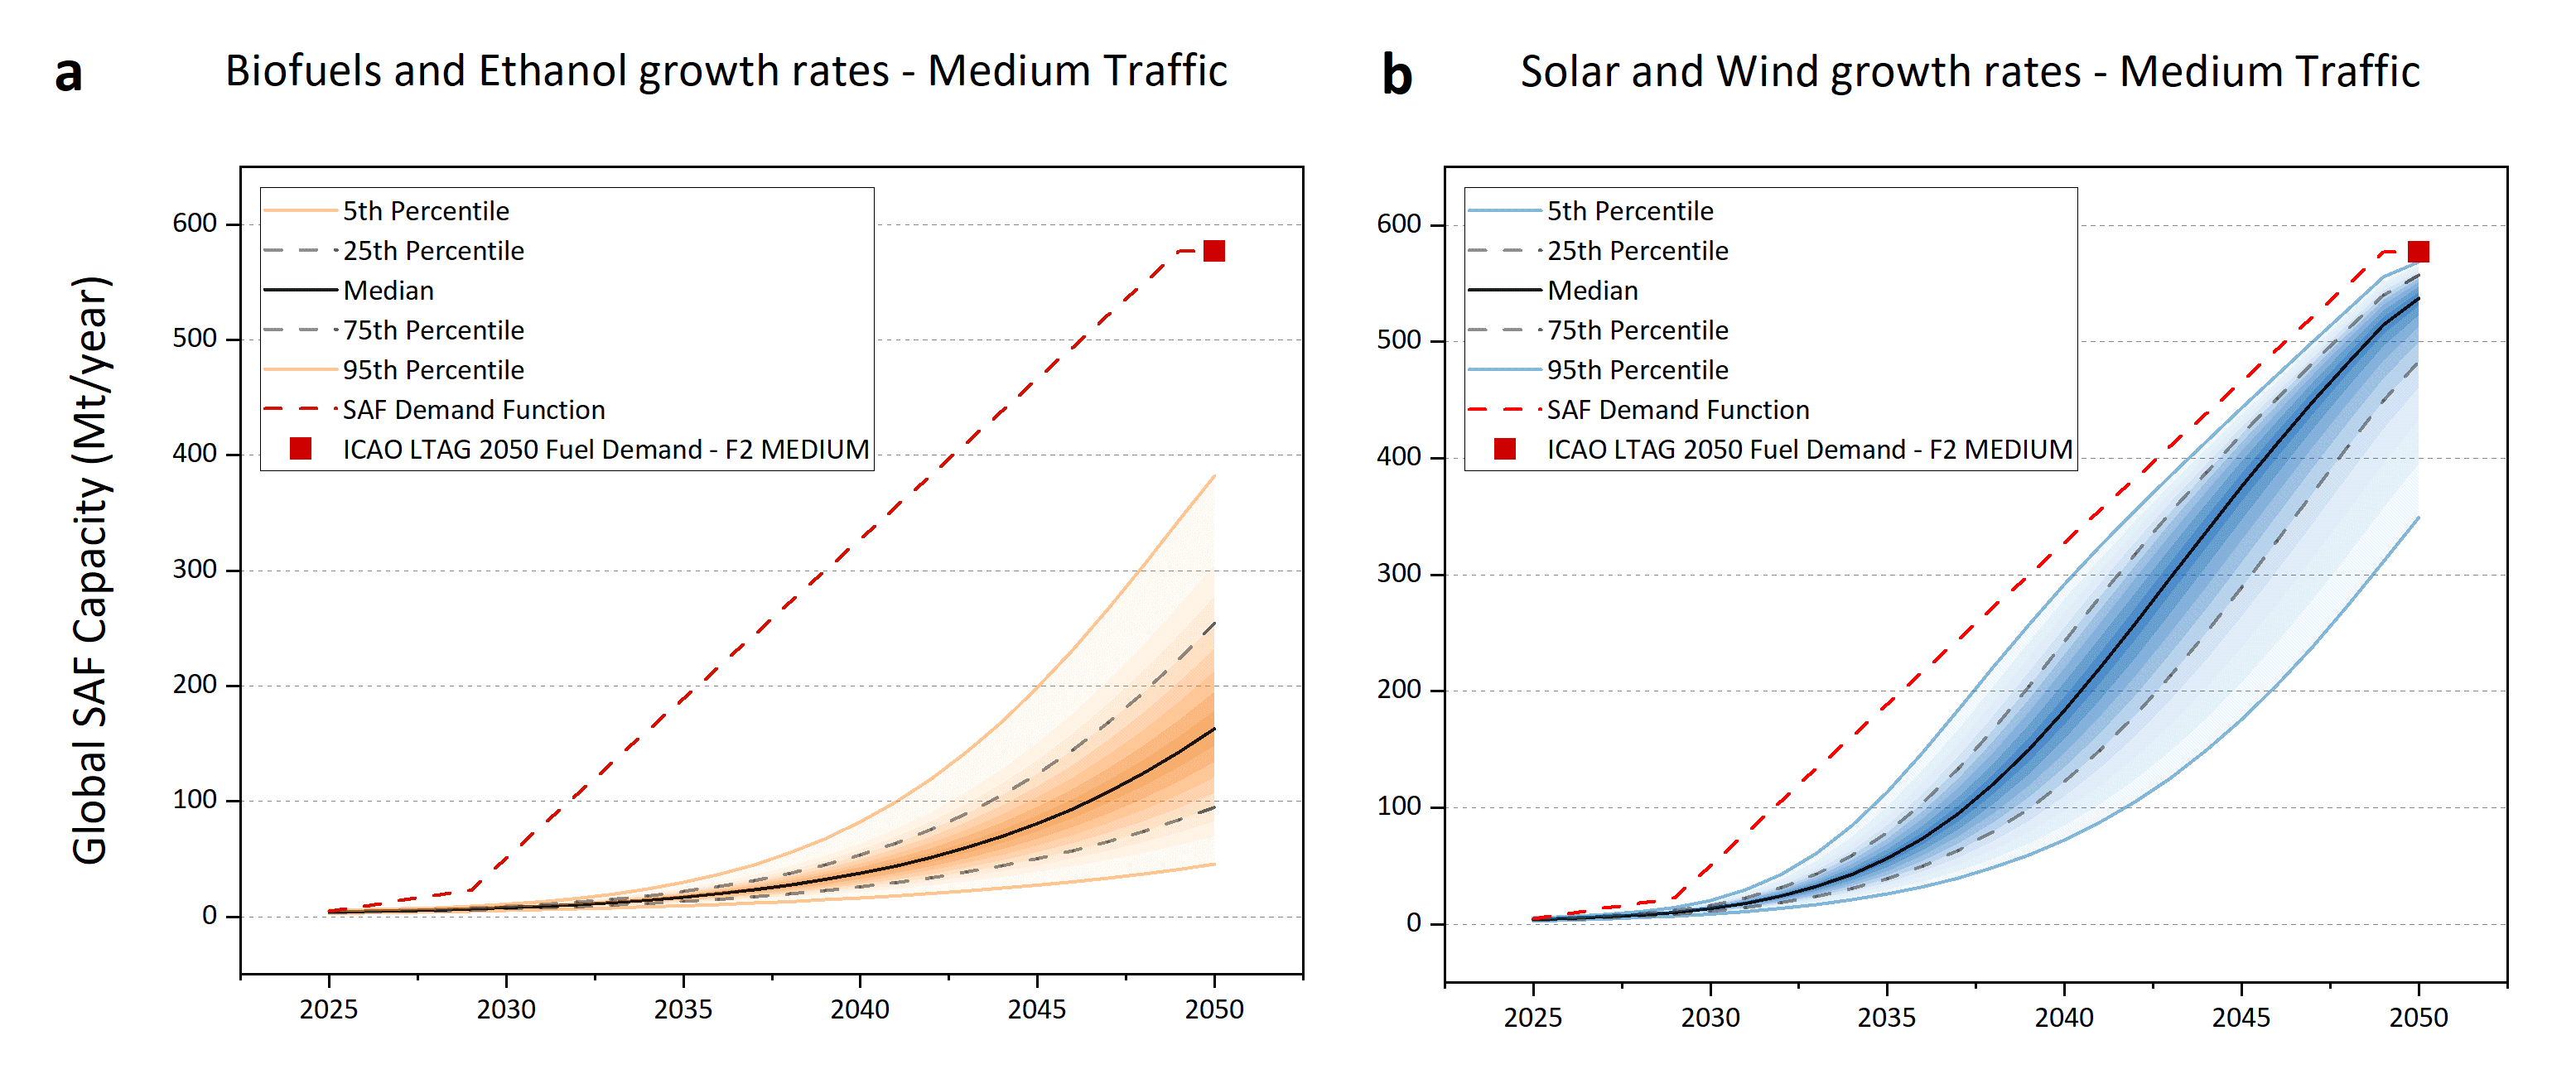 a
Biofuels and Ethanol growth rates - Medium Traffic
Global SAF Capacity (Mt/year)
600
500
400
300
200
100
0
5th Percentile
25th Percentile
Median
75th Percentile
95th Percentile
SAF Demand Function
ICAO LTAG 2050 Fuel Demand - F2 MEDIUM
2025 2030 2035 2040 2045 2050
b
Solar and Wind growth rates - Medium Traffic
600
500
400
300
200
100
0
5th Percentile
25th Percentile
Median
75th Percentile
95th Percentile
SAF Demand Function
ICAO LTAG 2050 Fuel Demand - F2 MEDIUM
2025 2030 2035 2040 2045 2050